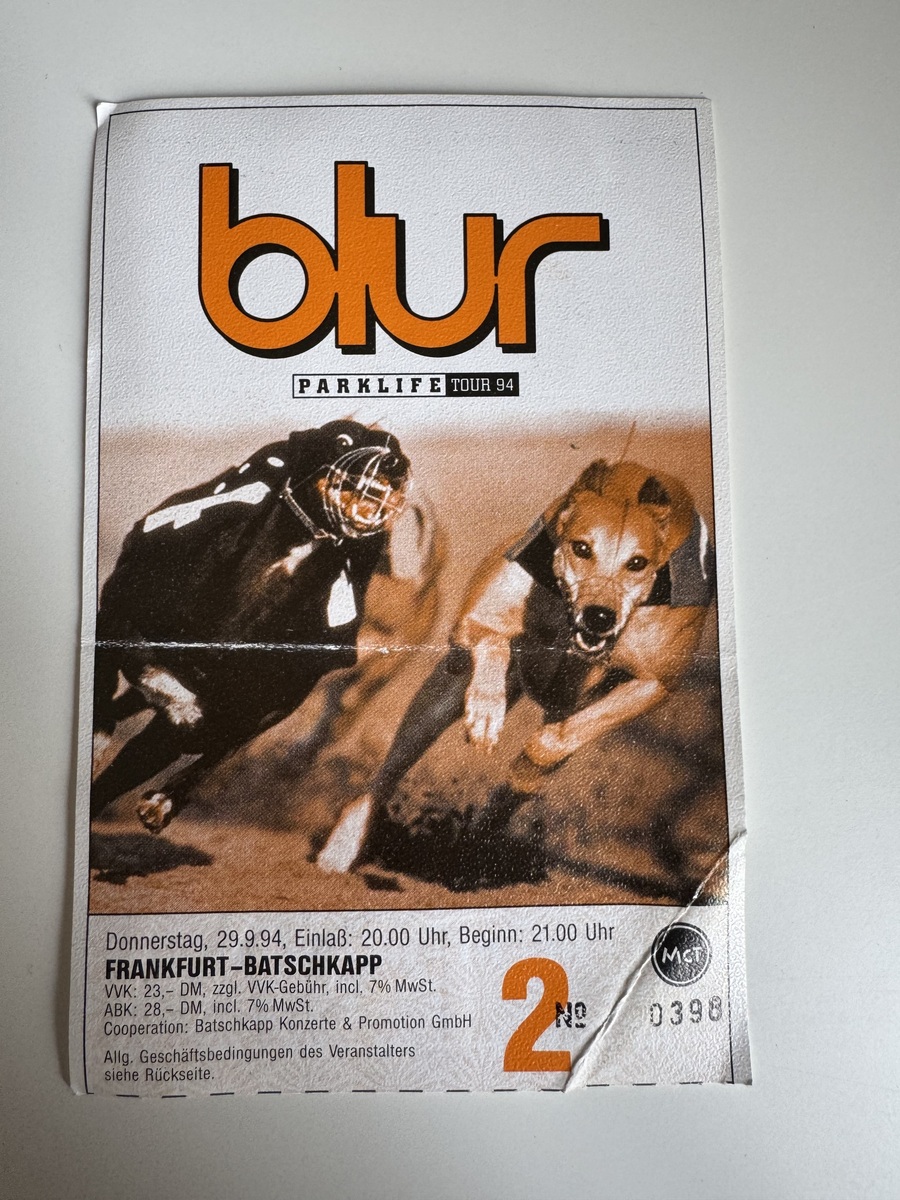 blur
PARKLIFE TOUR 94
Donnerstag, 29.9.94, Einlaß: 20.00 Uhr, Beginn: 21.00 Uhr
FRANKFURT–BATSCHKAPP
VVK: 23,– DM, zzgl. VVK-Gebühr, incl. 7% MwSt.
ABK: 28,– DM, incl. 7% MwSt.
Cooperation: Batschkapp Konzerte & Promotion GmbH
Allg. Geschäftsbedingungen des Veranstalters
siehe Rückseite.
2
McT
Nº 0398